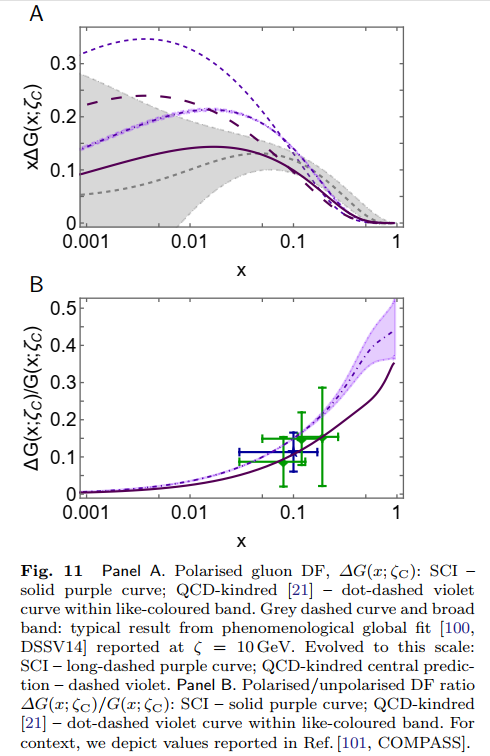 A
xΔG(x;ζC)
0.3
0.2
0.1
0
0.001 0.01 0.1 1
x
B
ΔG(x;ζC)/G(x;ζC)
0.5
0.4
0.3
0.2
0.1
0
0.001 0.01 0.1 1
x
Fig. 11 Panel A. Polarised gluon DF, ΔG(x; ζC): SCI –
solid purple curve; QCD-kindred [21] – dot-dashed violet
curve within like-coloured band. Grey dashed curve and broad
band: typical result from phenomenological global fit [100,
DSSV14] reported at ζ = 10 GeV. Evolved to this scale:
SCI – long-dashed purple curve; QCD-kindred central predic-
tion – dashed violet. Panel B. Polarised/unpolarised DF ratio
ΔG(x; ζC)/G(x; ζC): SCI – solid purple curve; QCD-kindred
[21] – dot-dashed violet curve within like-coloured band. For
context, we depict values reported in Ref. [101, COMPASS].